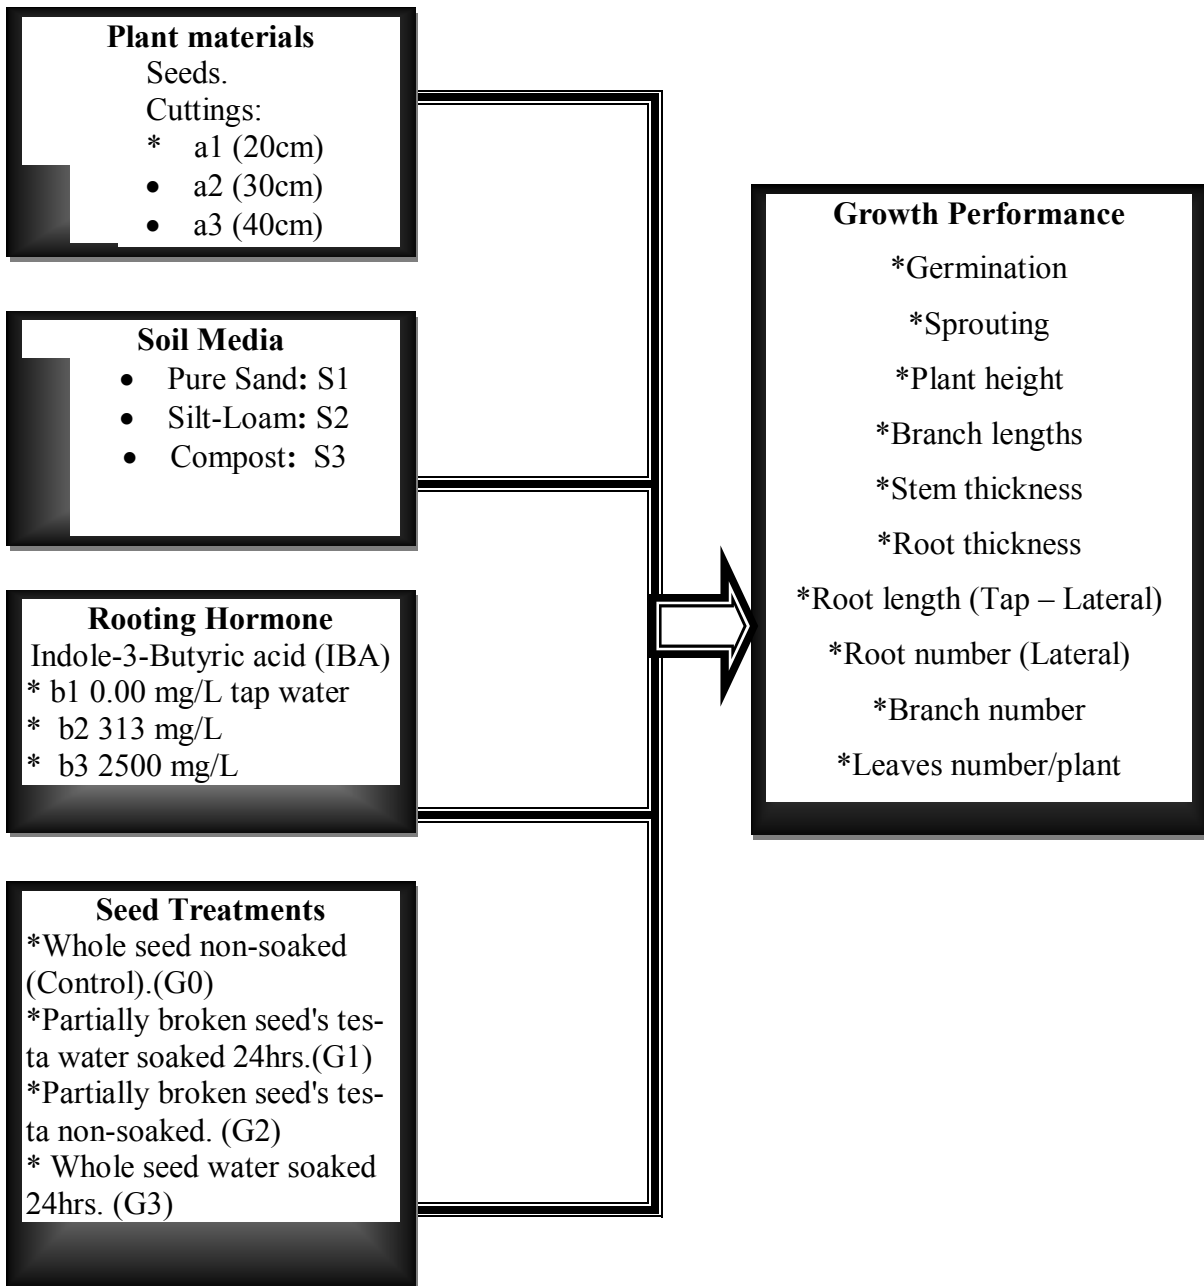 Plant materials
Seeds.
Cuttings:
* a1 (20cm)
• a2 (30cm)
• a3 (40cm)
Soil Media
• Pure Sand: S1
• Silt-Loam: S2
• Compost: S3
Rooting Hormone
Indole-3-Butyric acid (IBA)
* b1 0.00 mg/L tap water
* b2 313 mg/L
* b3 2500 mg/L
Seed Treatments
*Whole seed non-soaked
(Control).(G0)
*Partially broken seed's tes-
ta water soaked 24hrs.(G1)
*Partially broken seed's tes-
ta non-soaked. (G2)
* Whole seed water soaked
24hrs. (G3)
Growth Performance
*Germination
*Sprouting
*Plant height
*Branch lengths
*Stem thickness
*Root thickness
*Root length (Tap – Lateral)
*Root number (Lateral)
*Branch number
*Leaves number/plant